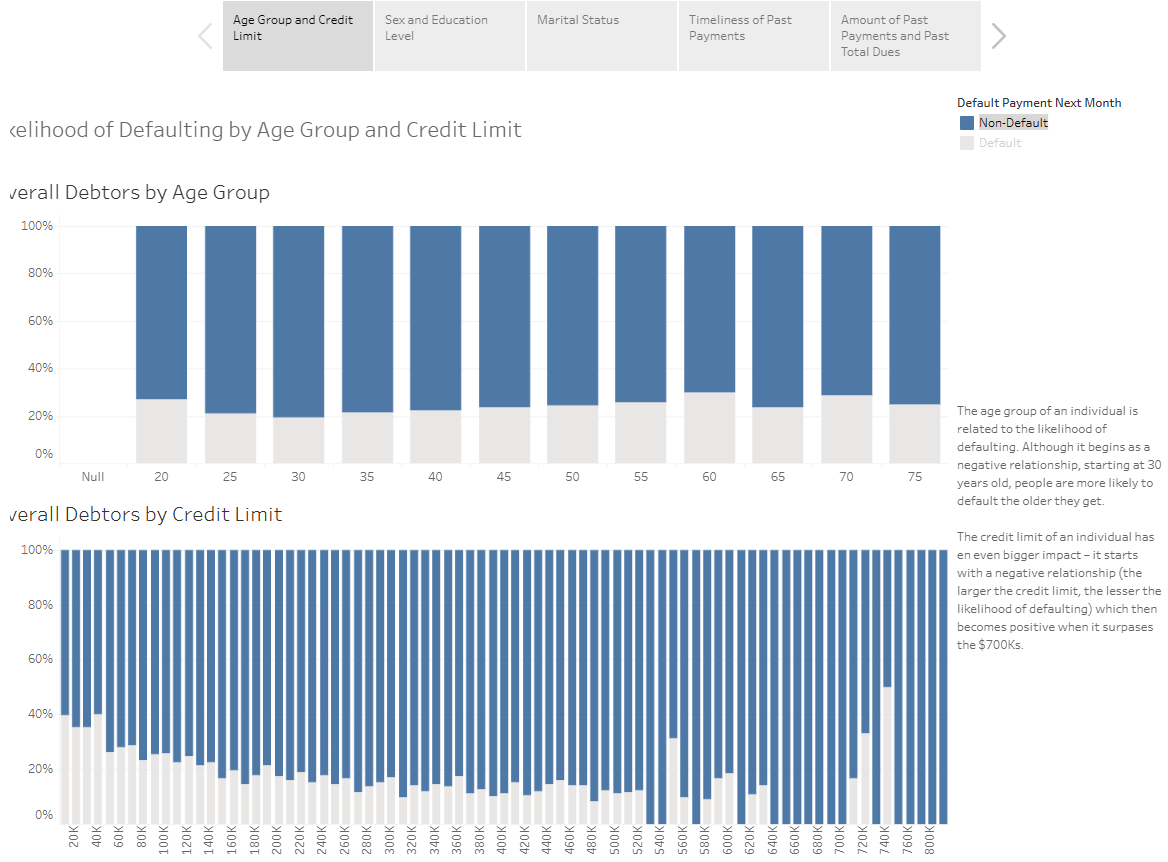 Age Group and Credit
Limit
Sex and Education
Level
Marital Status
Timeliness of Past
Payments
Amount of Past
Payments and Past
Total Dues
Default Payment Next Month
Non-Default
Default
kelihood of Defaulting by Age Group and Credit Limit
verall Debtors by Age Group
100%
80%
60%
40%
20%
0%
Null 20 25 30 35 40 45 50 55 60 65 70 75
The age group of an individual is
related to the likelihood of
defaulting. Although it begins as a
negative relationship, starting at 30
years old, people are more likely to
default the older they get.
verall Debtors by Credit Limit
The credit limit of an individual has
en even bigger impact – it starts
with a negative relationship (the
larger the credit limit, the lesser the
likelihood of defaulting) which then
becomes positive when it surpases
the $700Ks.
100%
80%
60%
40%
20%
0%
20K 40K 60K 80K 100K 120K 140K 160K 180K 200K 220K 240K 260K 280K 300K 320K 340K 360K 380K 400K 420K 440K 460K 480K 500K 520K 540K 560K 580K 600K 620K 640K 660K 680K 700K 720K 740K 760K 800K